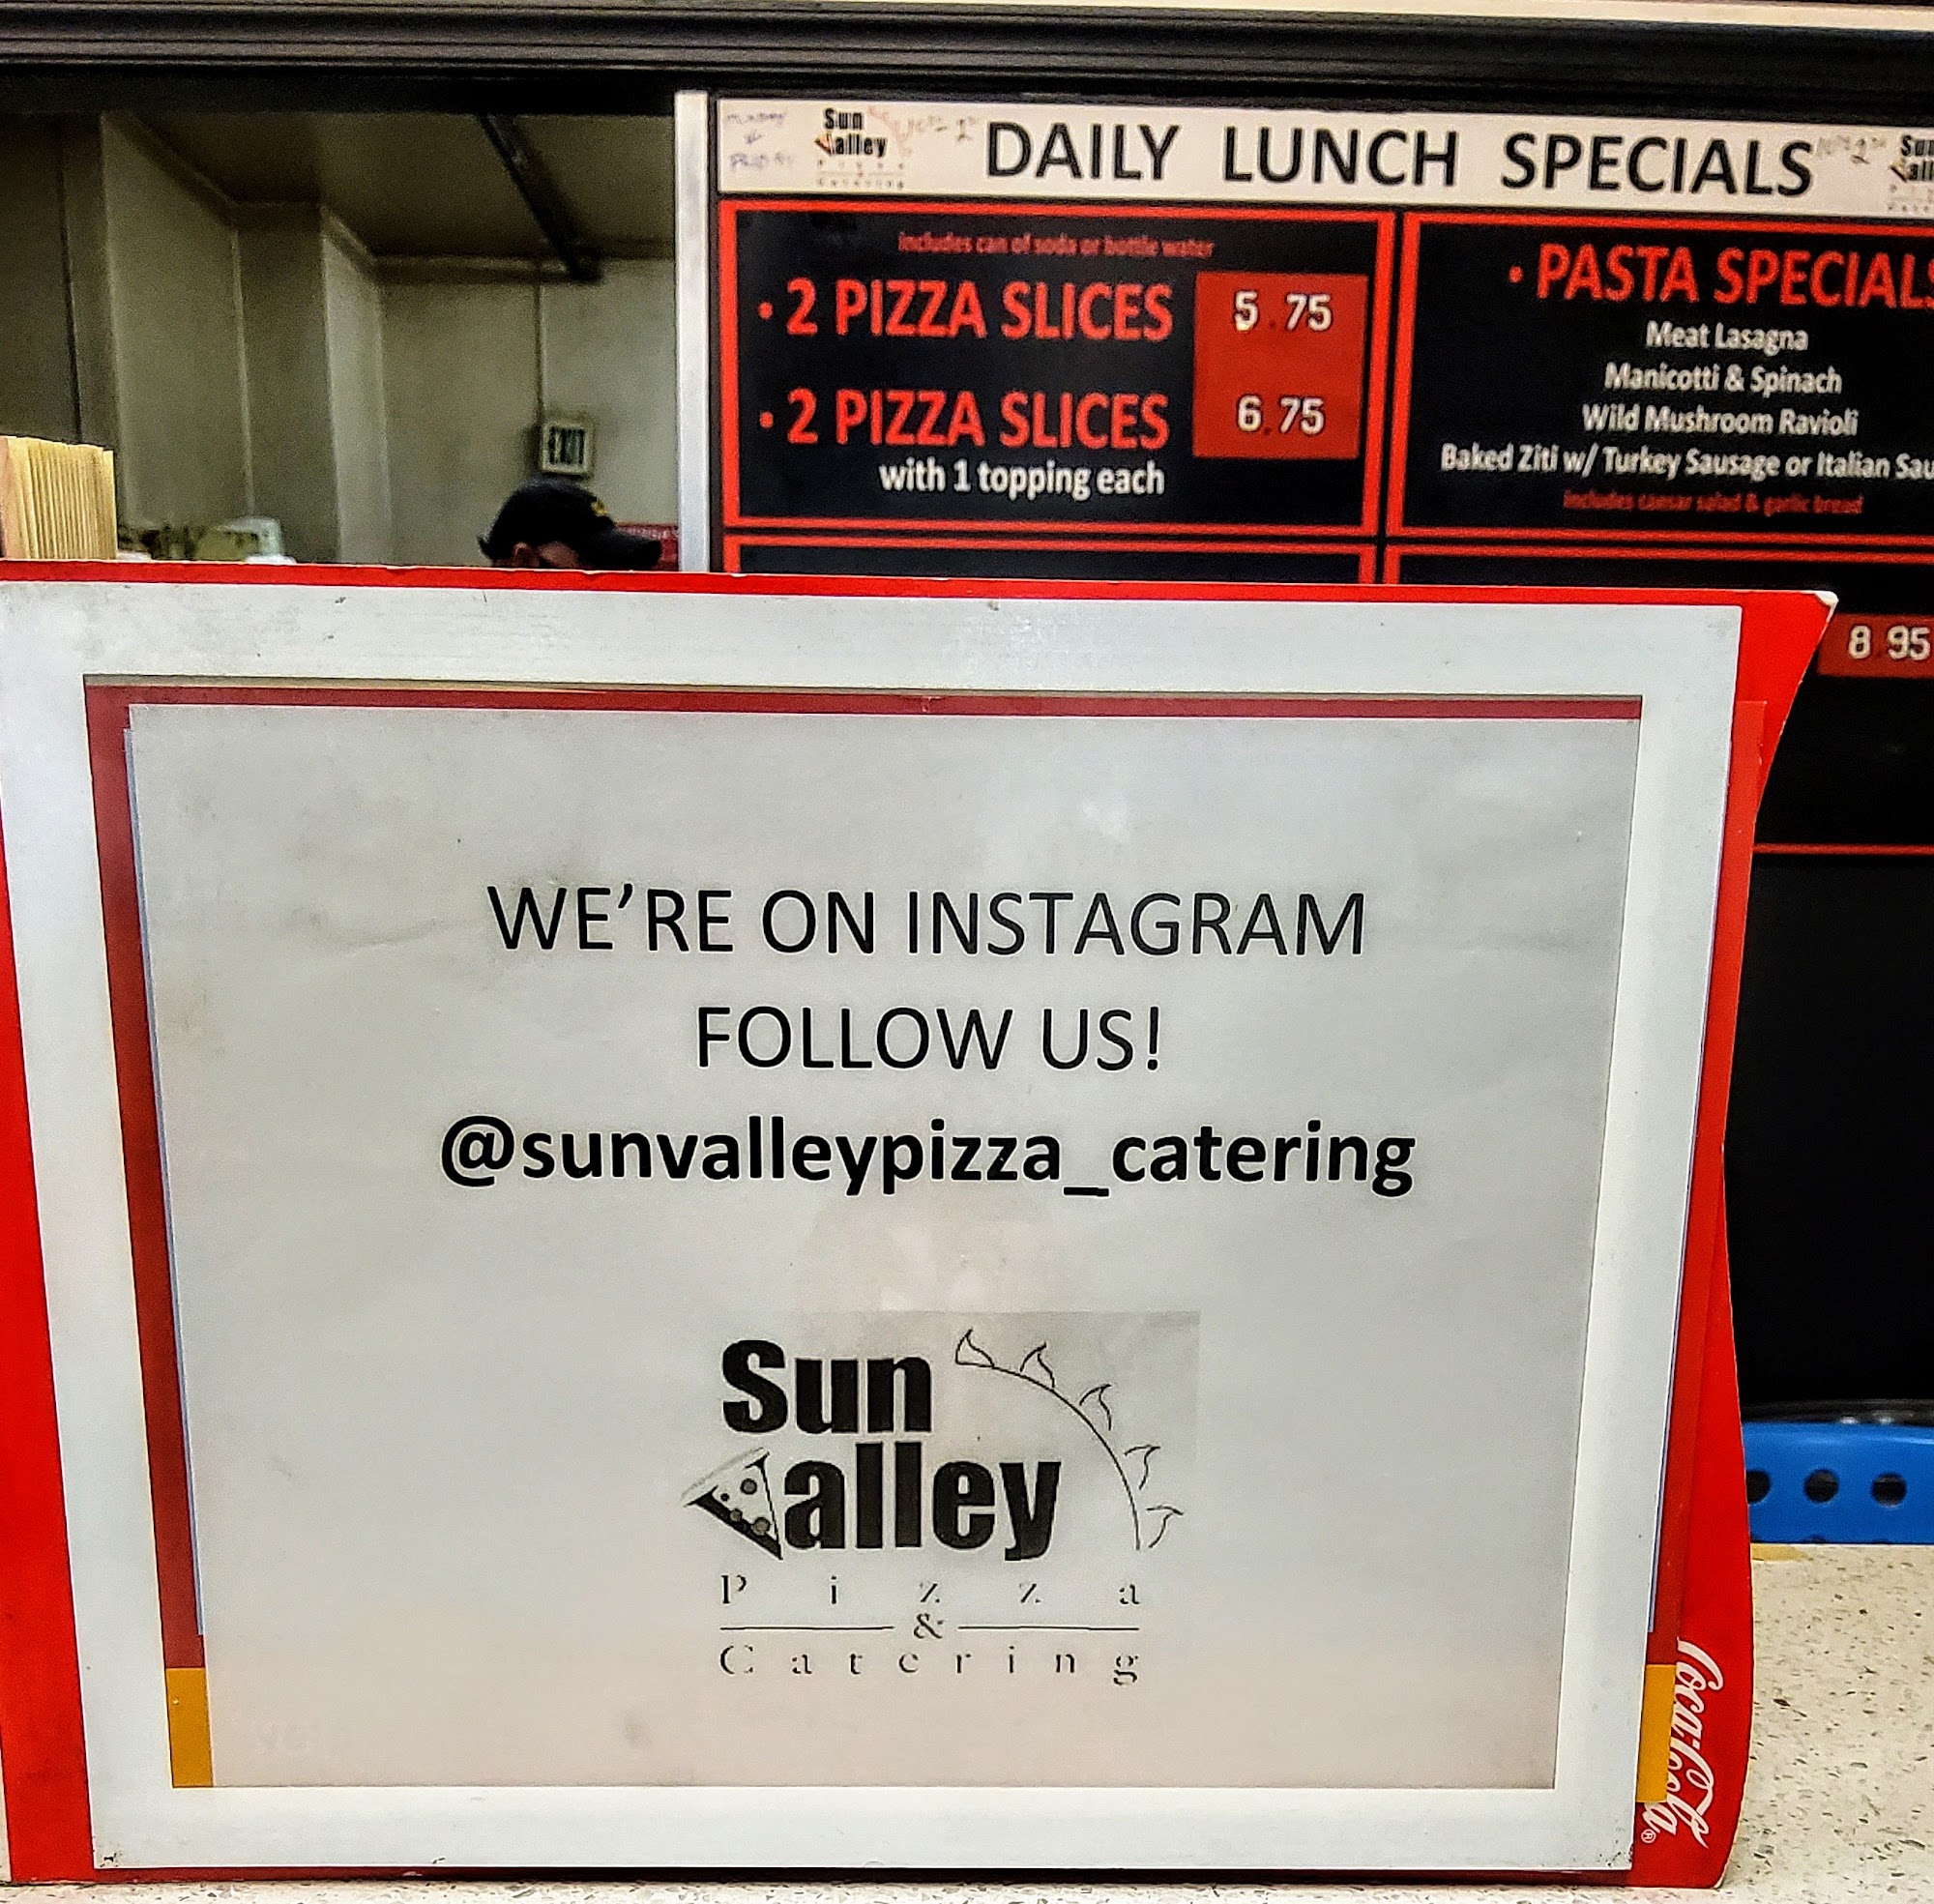 Sun
alley
DAILY LUNCH SPECIALS
includes can of soda or bottle water
• 2 PIZZA SLICES 5.75
• 2 PIZZA SLICES 6.75
with 1 topping each
• PASTA SPECIALS
Meat Lasagna
Manicotti & Spinach
Wild Mushroom Ravioli
Baked Ziti w/ Turkey Sausage or Italian Sau
includes caesar salad & garlic bread
8.95
EXIT
WE'RE ON INSTAGRAM
FOLLOW US!
@sunvalleypizza_catering
Sun
alley
Pizza
&
Catering
Coca-Cola®